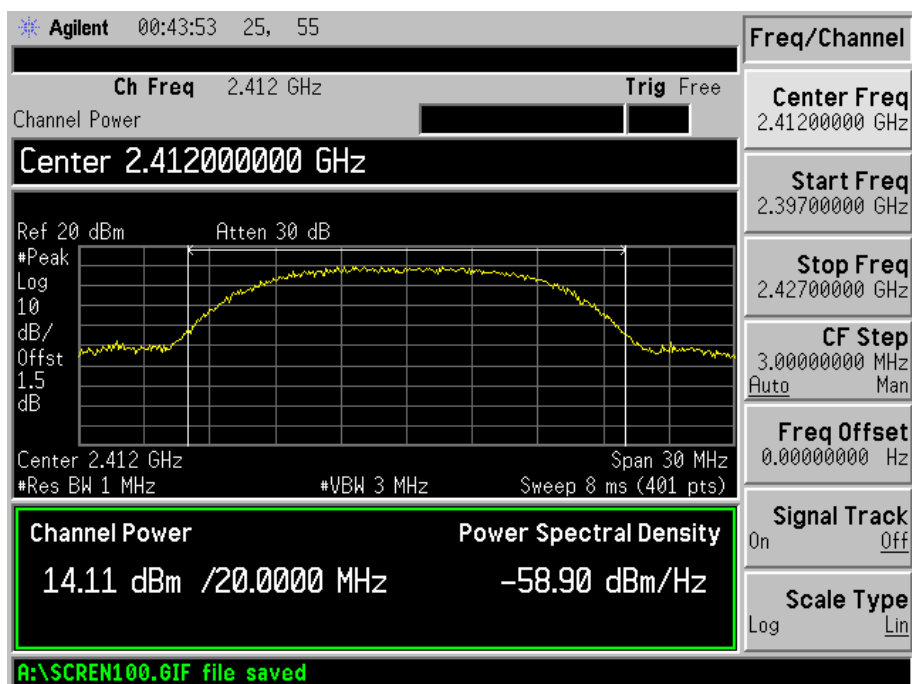 Agilent 00:43:53 25, 55
Ch Freq 2.412 GHz Trig Free
Channel Power
Center 2.412000000 GHz
Ref 20 dBm Atten 30 dB
#Peak
Log
10
dB/
Offst
1.5
dB
Center 2.412 GHz Span 30 MHz
#Res BW 1 MHz #VBW 3 MHz Sweep 8 ms (401 pts)
Channel Power Power Spectral Density
14.11 dBm /20.0000 MHz -58.90 dBm/Hz
A:\SCREN100.GIF file saved
Freq/Channel
Center Freq
2.41200000 GHz
Start Freq
2.39700000 GHz
Stop Freq
2.42700000 GHz
CF Step
3.00000000 MHz
Auto Man
Freq Offset
0.00000000 Hz
Signal Track
On Off
Scale Type
Log Lin